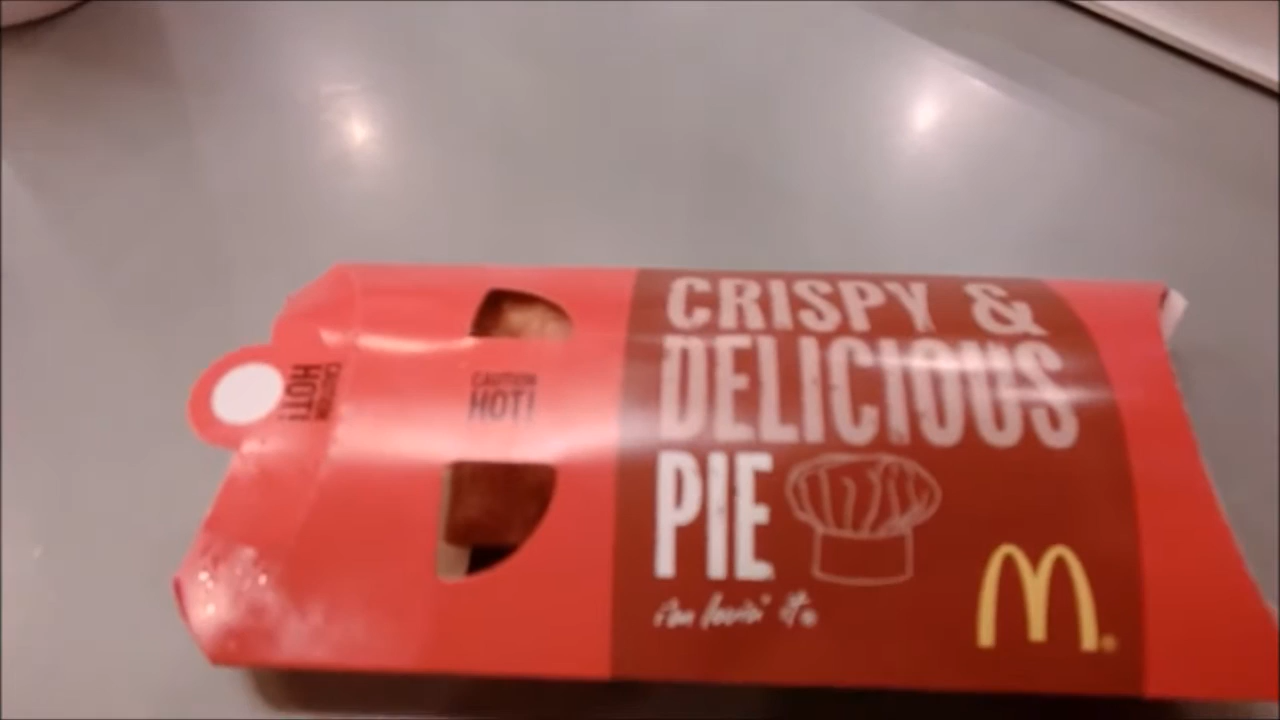 CRISPY &
DELICIOUS
PIE
i'm lovin' it
CAUTION
HOT!
CAUTION
HOT!